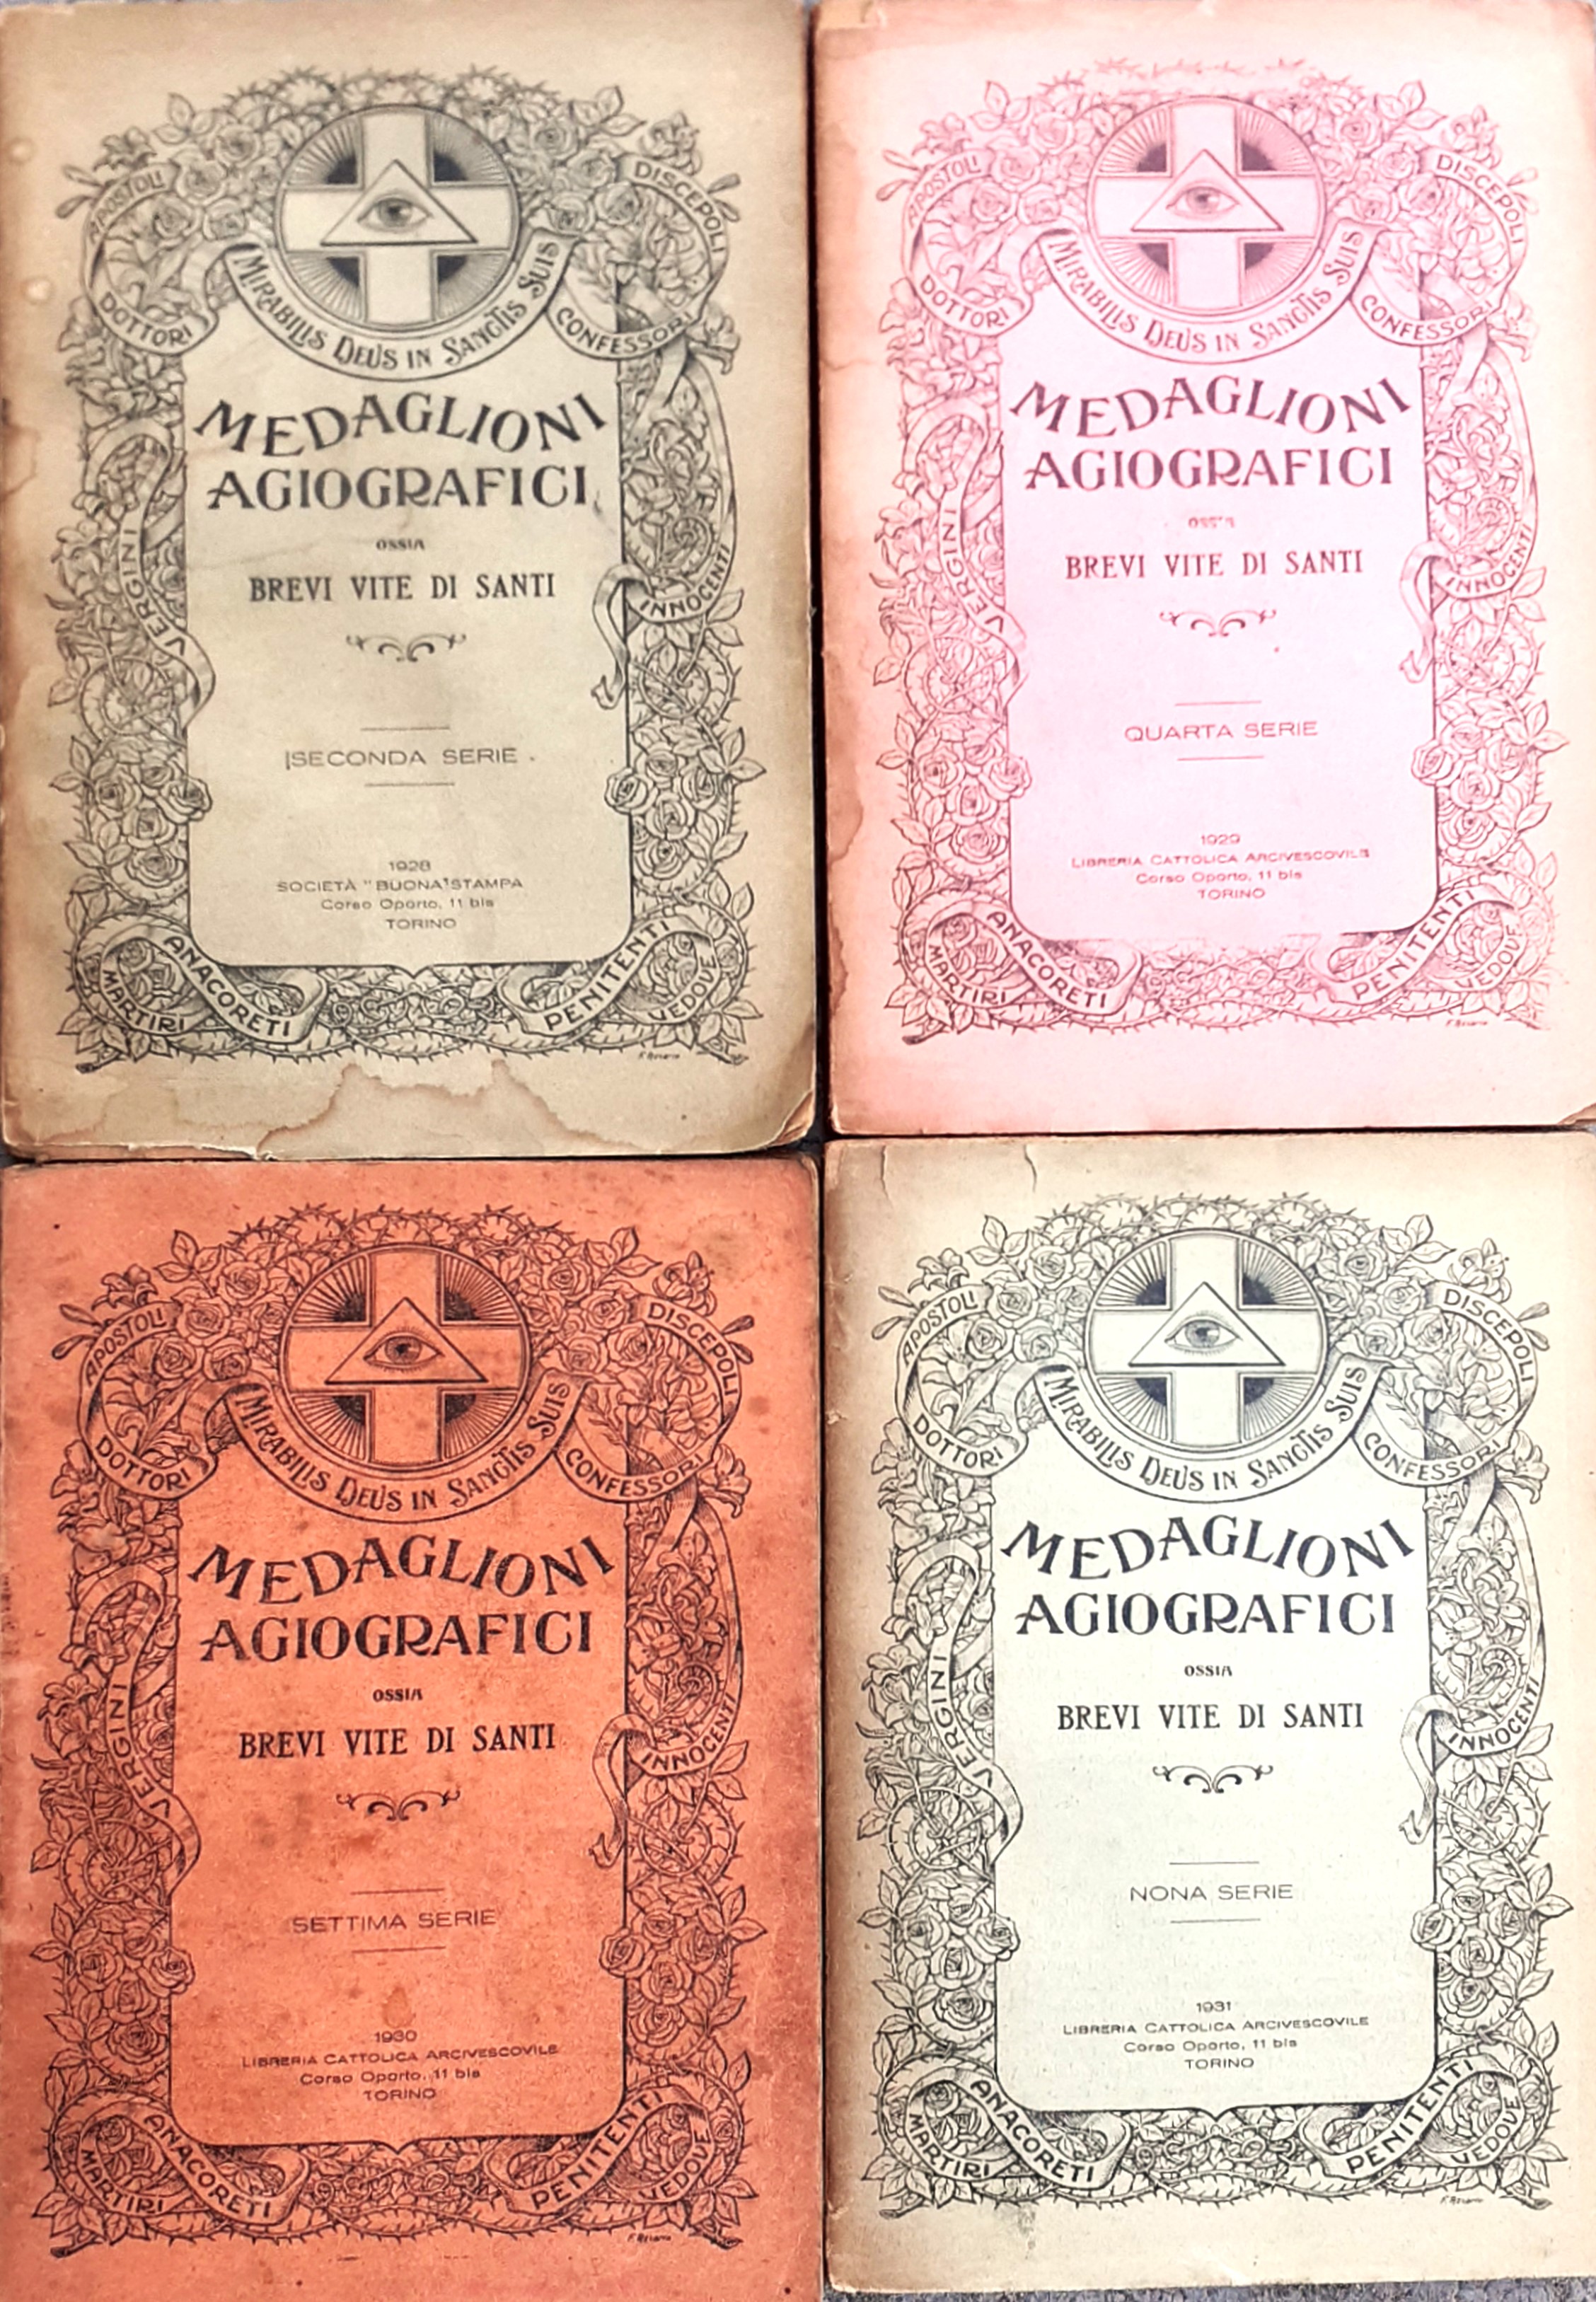 APOSTOLI
DISCEPOLI
DOTTORI
MIRABILIS DEUS IN SANCTIS SUIS
CONFESSORI
MEDAGLIONI
AGIOGRAFICI
OSSIA
BREVI VITE DI SANTI
VERGINI
INNOCENTI
SECONDA SERIE
1928
SOCIETÀ "BUONA STAMPA
Corso Oporto, 11 bis
TORINO
ANACORETI
PENITENTI
MARTIRI
VEDOVE
APOSTOLI
DISCEPOLI
DOTTORI
MIRABILIS DEUS IN SANCTIS SUIS
CONFESSORI
MEDAGLIONI
AGIOGRAFICI
OSSIA
BREVI VITE DI SANTI
VERGINI
INNOCENTI
QUARTA SERIE
1929
LIBRERIA CATTOLICA ARCIVESCOVILE
Corso Oporto, 11 bis
TORINO
ANACORETI
PENITENTI
MARTIRI
VEDOVE
APOSTOLI
DISCEPOLI
DOTTORI
MIRABILIS DEUS IN SANCTIS SUIS
CONFESSORI
MEDAGLIONI
AGIOGRAFICI
OSSIA
BREVI VITE DI SANTI
VERGINI
INNOCENTI
SETTIMA SERIE
1930
LIBRERIA CATTOLICA ARCIVESCOVILE
Corso Oporto, 11 bis
TORINO
ANACORETI
PENITENTI
MARTIRI
VEDOVE
APOSTOLI
DISCEPOLI
DOTTORI
MIRABILIS DEUS IN SANCTIS SUIS
CONFESSORI
MEDAGLIONI
AGIOGRAFICI
OSSIA
BREVI VITE DI SANTI
VERGINI
INNOCENTI
NONA SERIE
1931
LIBRERIA CATTOLICA ARCIVESCOVILE
Corso Oporto, 11 bis
TORINO
ANACORETI
PENITENTI
MARTIRI
VEDOVE